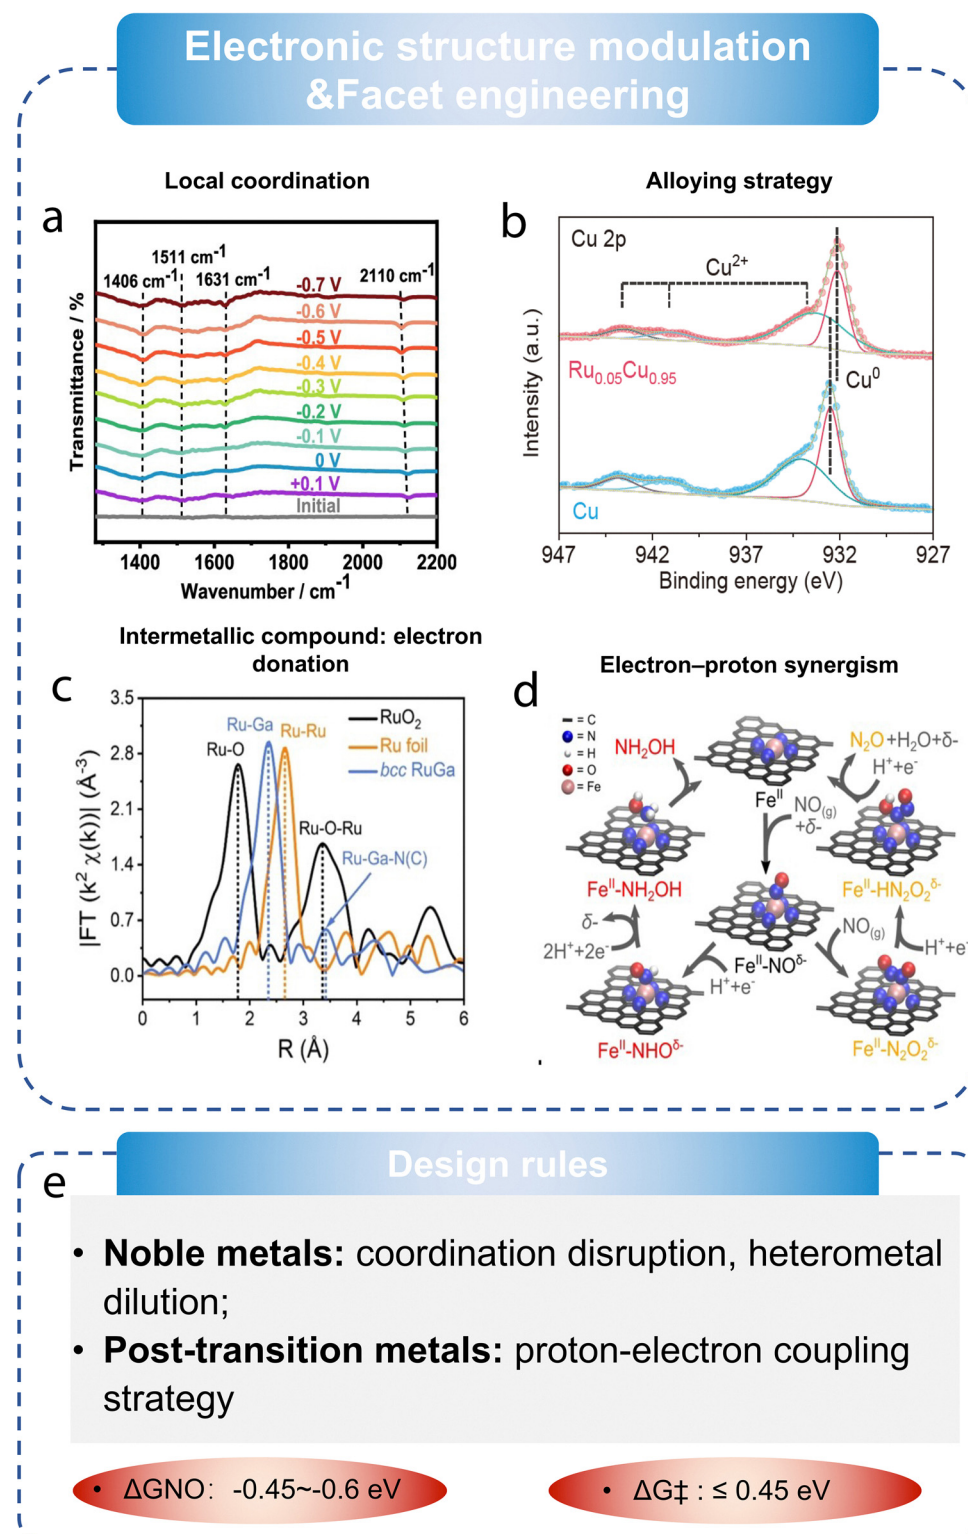 Electronic structure modulation
&Facet engineering
Local coordination
a
1406 cm⁻¹
1511 cm⁻¹
1631 cm⁻¹
2110 cm⁻¹
-0.7 V
-0.6 V
-0.5 V
-0.4 V
-0.3 V
-0.2 V
-0.1 V
0 V
+0.1 V
Initial
Transmittance / %
1400 1600 1800 2000 2200
Wavenumber / cm⁻¹
Alloying strategy
b
Cu 2p
Cu²⁺
Ru₀.₀₅Cu₀.₉₅
Cu⁰
Cu
Intensity (a.u.)
947 942 937 932 927
Binding energy (eV)
Intermetallic compound: electron
donation
c
3.5
2.8
2.1
1.4
0.7
0.0
|FT (k² χ(k))| (Å⁻³)
Ru-Ga
Ru-Ru
Ru-O
RuO₂
Ru foil
bcc RuGa
Ru-O-Ru
Ru-Ga-N(C)
0 1 2 3 4 5 6
R (Å)
Electron–proton synergism
d
= C
= N
= H
= O
= Fe
NH₂OH
N₂O+H₂O+δ-
H⁺+e⁻
Feᴵᴵ
NO(g)
+δ-
Feᴵᴵ-NH₂OH
Feᴵᴵ-HN₂O₂ᵟ⁻
δ-
2H⁺+2e⁻
NO(g)
H⁺+e⁻
Feᴵᴵ-NOᵟ⁻
H⁺+e⁻
Feᴵᴵ-NHOᵟ⁻
Feᴵᴵ-N₂O₂ᵟ⁻
Design rules
e
• Noble metals: coordination disruption, heterometal
dilution;
• Post-transition metals: proton-electron coupling
strategy
• ΔGNO: -0.45~-0.6 eV
• ΔG‡ : ≤ 0.45 eV